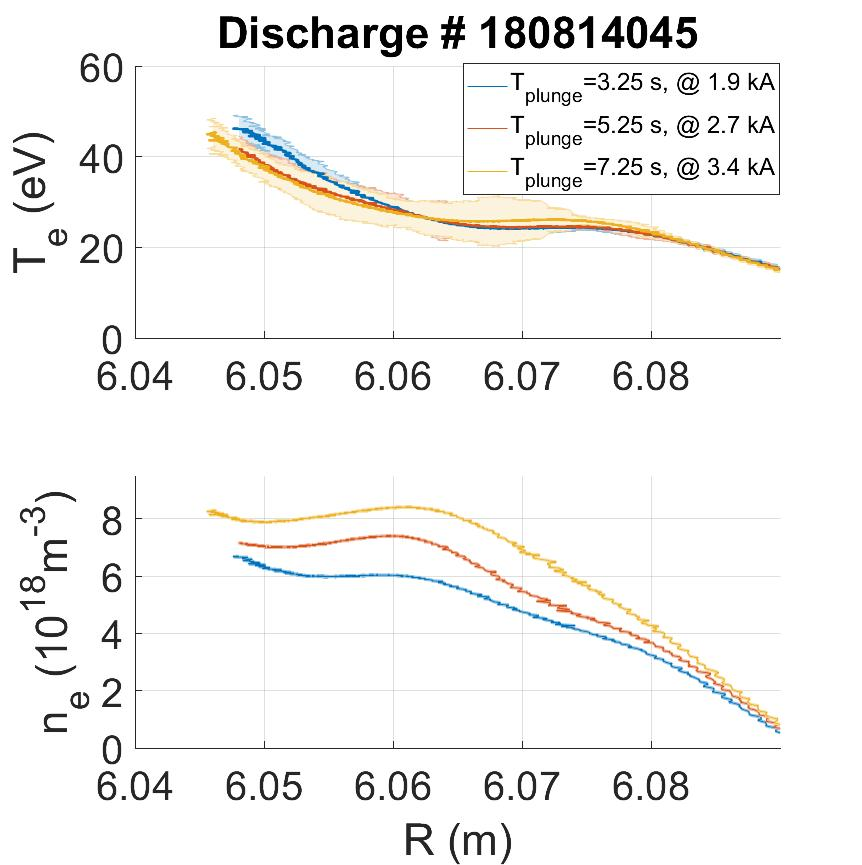 Discharge # 180814045
T_e (eV)
60
40
20
0
6.04 6.05 6.06 6.07 6.08
T_plunge=3.25 s, @ 1.9 kA
T_plunge=5.25 s, @ 2.7 kA
T_plunge=7.25 s, @ 3.4 kA
n_e (10^18 m^-3)
8
6
4
2
0
6.04 6.05 6.06 6.07 6.08
R (m)